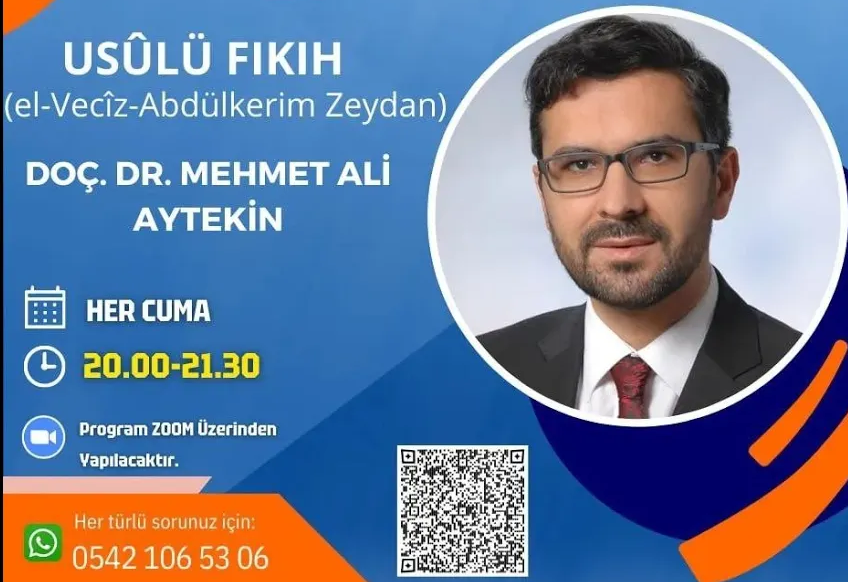 USÛLÜ FIKIH
(el-Vecîz-Abdülkerim Zeydan)
DOÇ. DR. MEHMET ALİ
AYTEKİN
HER CUMA
20.00-21.30
Program ZOOM Üzerinden
Yapılacaktır.
Her türlü sorunuz için:
0542 106 53 06